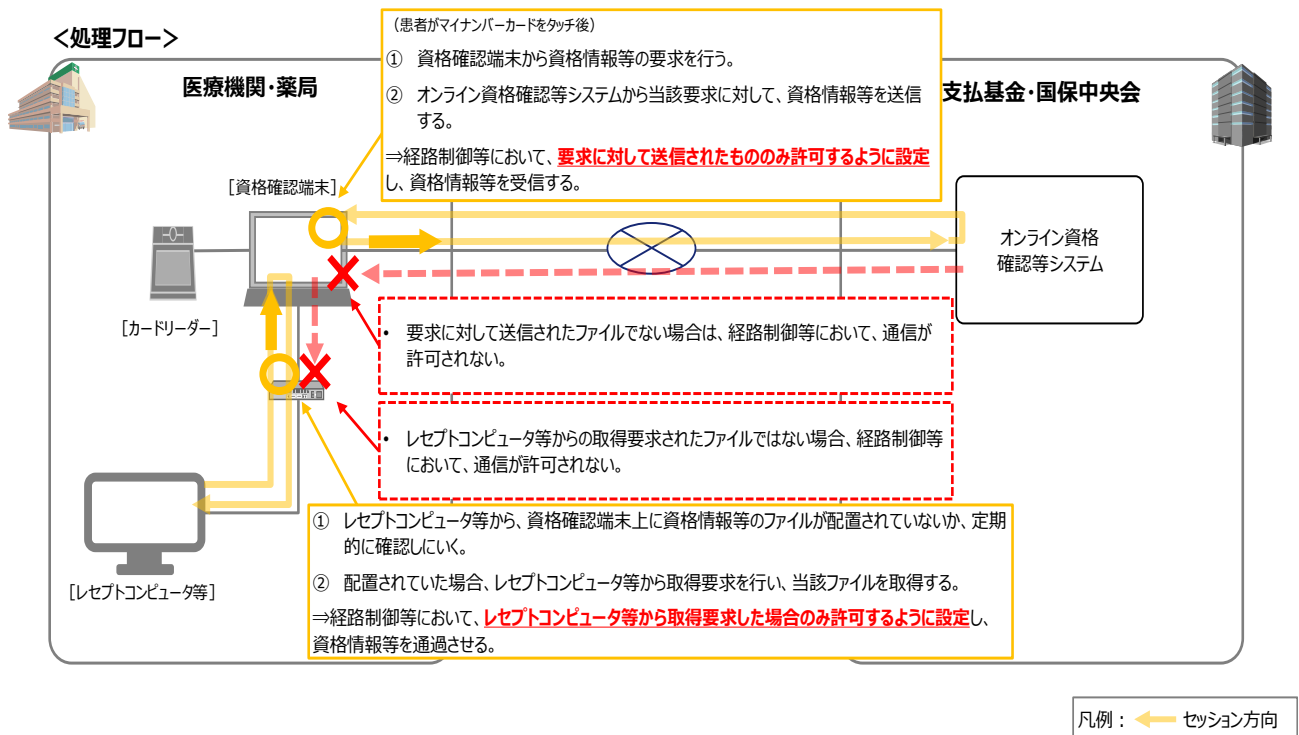 <処理フロー>
医療機関・薬局
支払基金・国保中央会
（患者がマイナンバーカードをタッチ後）
① 資格確認端末から資格情報等の要求を行う。
② オンライン資格確認等システムから当該要求に対して、資格情報等を送信
する。
⇒経路制御等において、要求に対して送信されたもののみ許可するように設定
し、資格情報等を受信する。
[資格確認端末]
オンライン資格
確認等システム
[カードリーダー]
• 要求に対して送信されたファイルでない場合は、経路制御等において、通信が
許可されない。
• レセプトコンピュータ等からの取得要求されたファイルではない場合、経路制御等
において、通信が許可されない。
① レセプトコンピュータ等から、資格確認端末上に資格情報等のファイルが配置されていないか、定期
的に確認しにいく。
② 配置されていた場合、レセプトコンピュータ等から取得要求を行い、当該ファイルを取得する。
⇒経路制御等において、レセプトコンピュータ等から取得要求した場合のみ許可するように設定し、
資格情報等を通過させる。
[レセプトコンピュータ等]
凡例： セッション方向